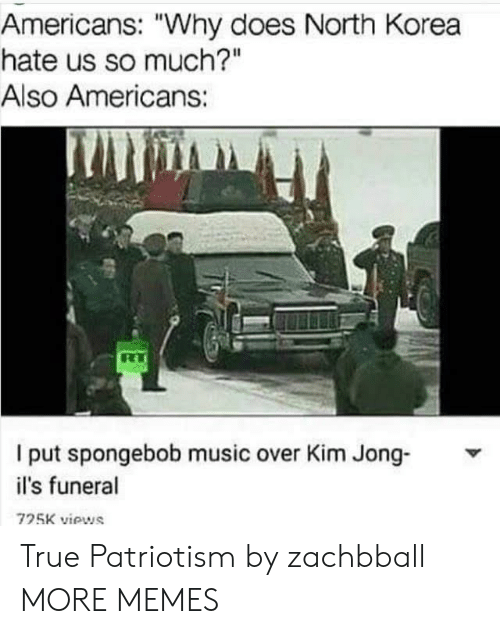 Americans: "Why does North Korea
hate us so much?"
Also Americans:
RT
I put spongebob music over Kim Jong-
il's funeral
725K views
True Patriotism by zachbball
MORE MEMES